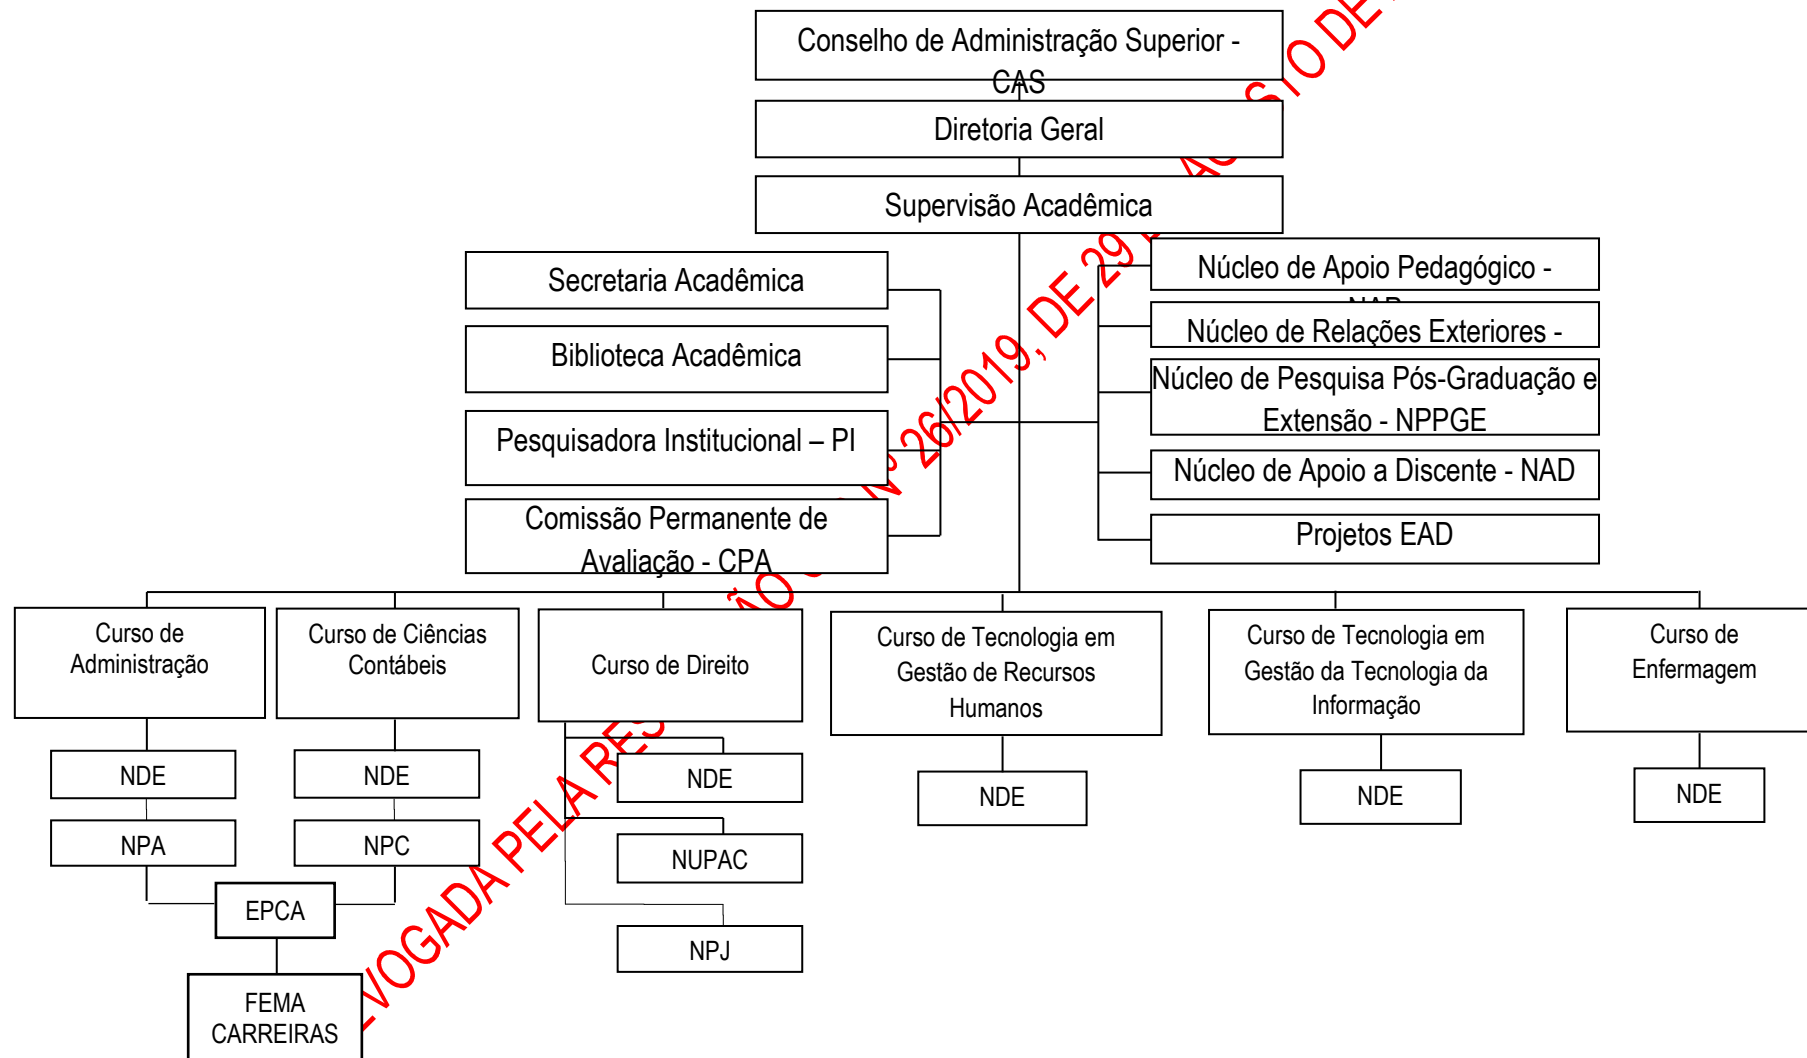 Conselho de Administração Superior -
CAS
Diretoria Geral
Supervisão Acadêmica
Secretaria Acadêmica
Biblioteca Acadêmica
Pesquisadora Institucional – PI
Comissão Permanente de
Avaliação - CPA
Núcleo de Apoio Pedagógico -
Núcleo de Relações Exteriores -
Núcleo de Pesquisa Pós-Graduação e
Extensão - NPPGE
Núcleo de Apoio a Discente - NAD
Projetos EAD
Curso de
Administração
Curso de Ciências
Contábeis
Curso de Direito
Curso de Tecnologia em
Gestão de Recursos
Humanos
Curso de Tecnologia em
Gestão da Tecnologia da
Informação
Curso de
Enfermagem
NDE
NDE
NDE
NDE
NDE
NDE
NPA
NPC
NUPAC
EPCA
NPJ
FEMA
CARREIRAS
PELA Nº 26/2019, DE 29